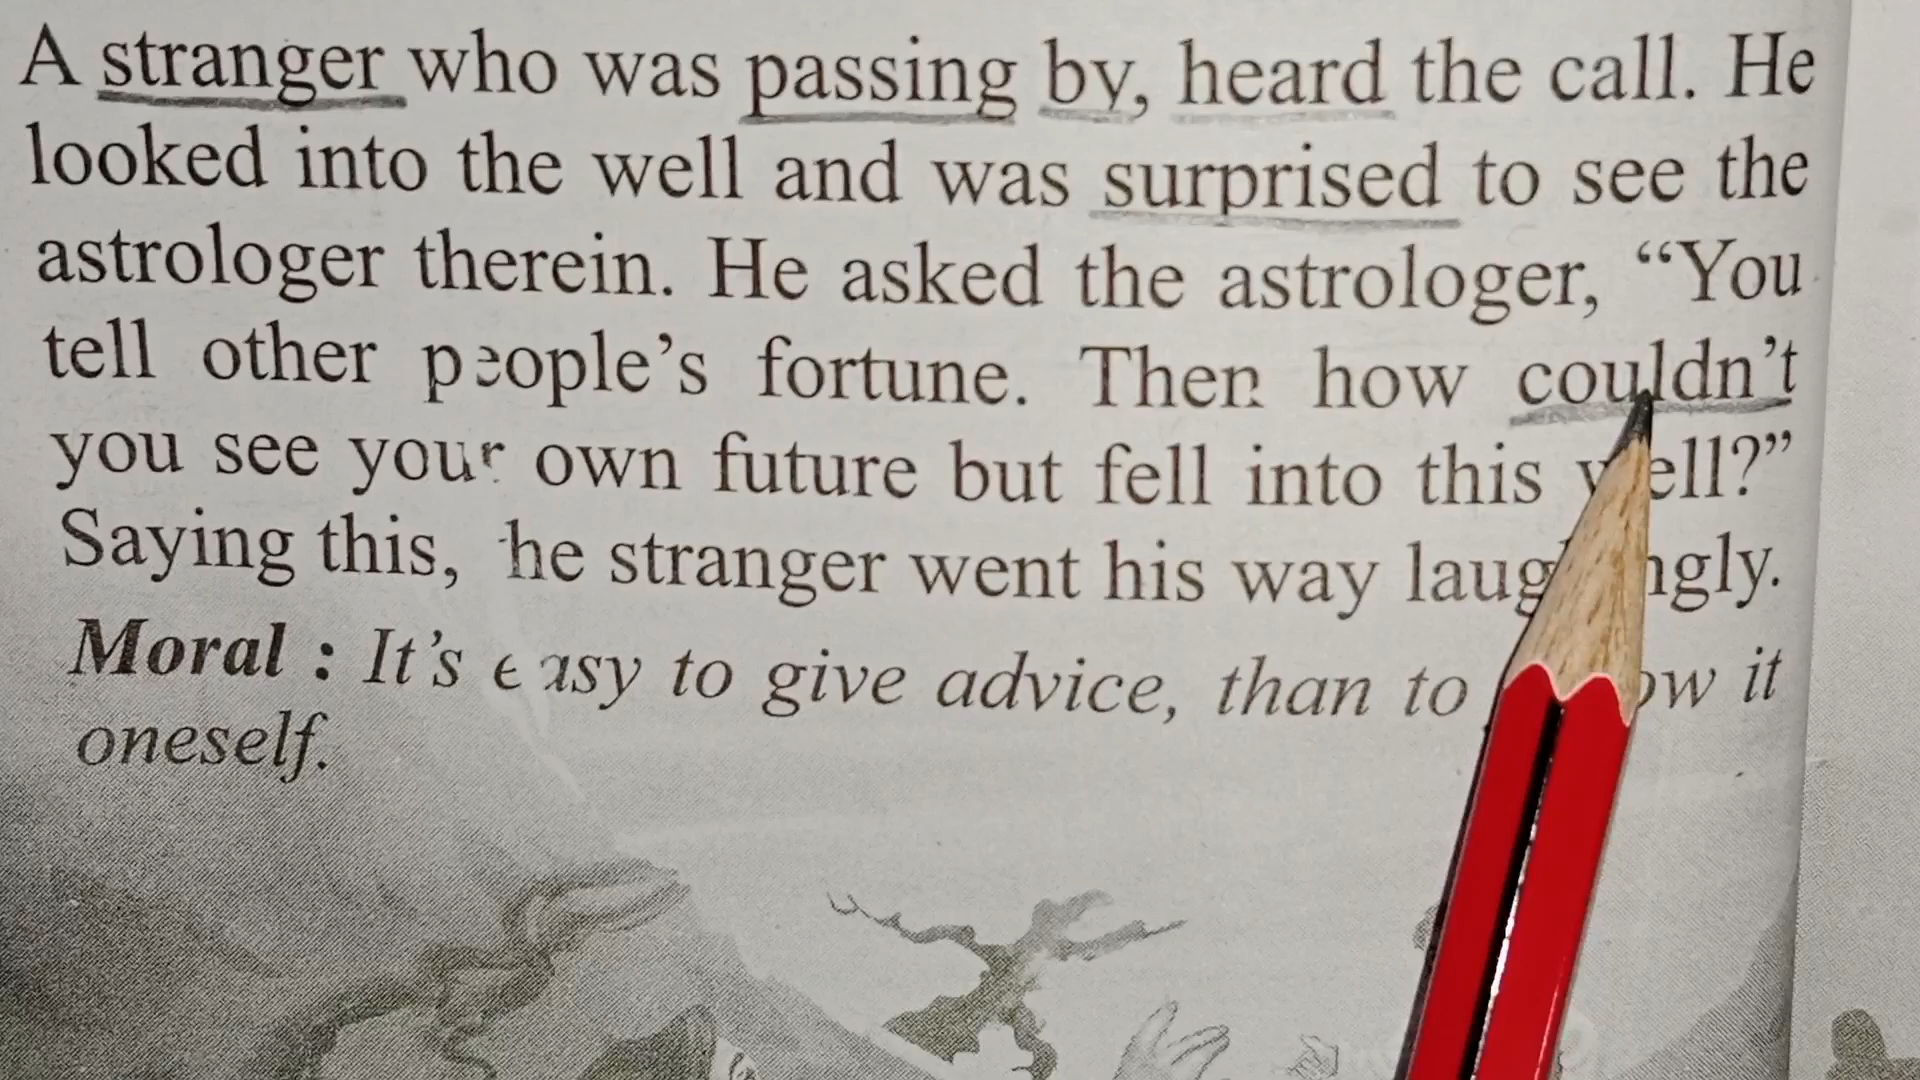 A stranger who was passing by, heard the call. He
looked into the well and was surprised to see the
astrologer therein. He asked the astrologer, “You
tell other people’s fortune. Then how couldn’t
you see your own future but fell into this well?”
Saying this, he stranger went his way laughingly.
Moral : It’s easy to give advice, than to it
oneself.